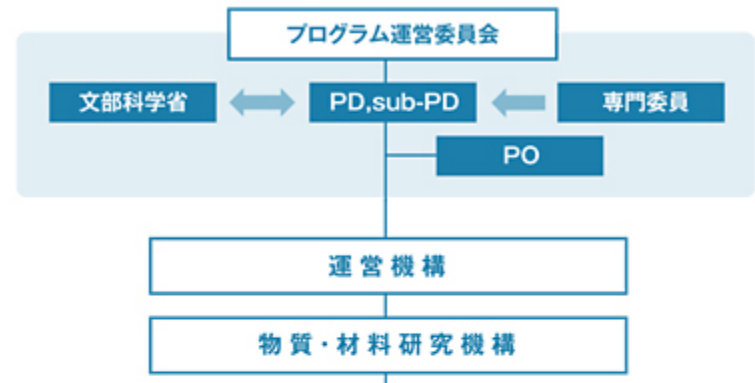 プログラム運営委員会
文部科学省
PD,sub-PD
専門委員
PO
運営機構
物質・材料研究機構